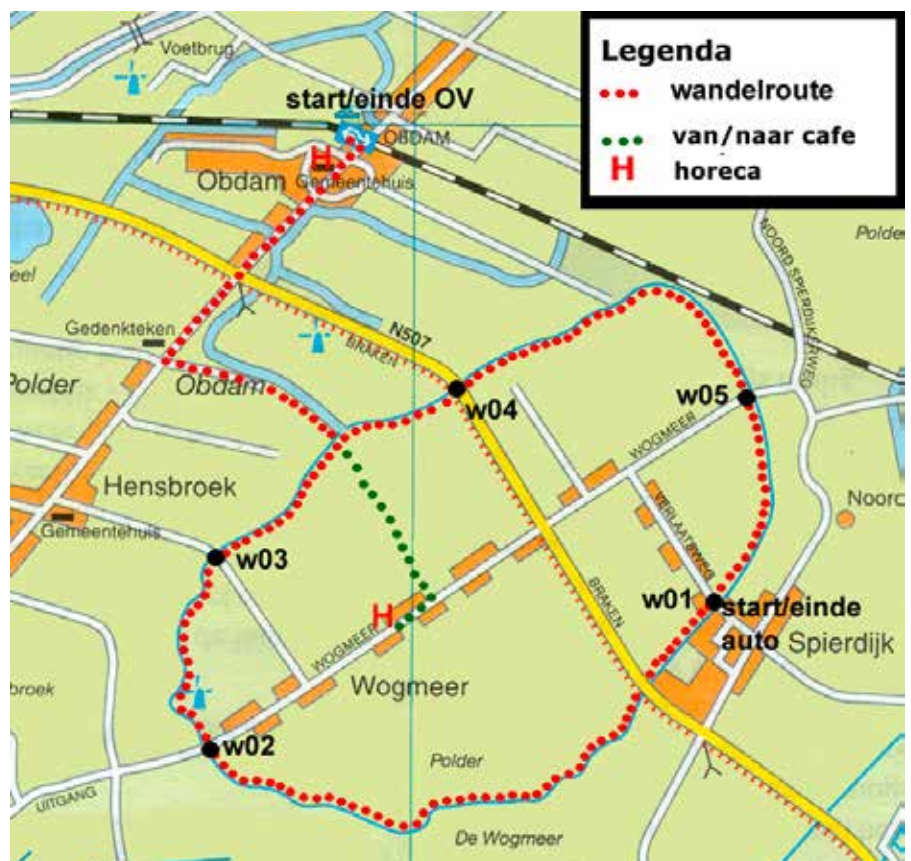 Voetbrug
Legenda
wandelroute
van/naar cafe
H horeca
start/einde OV
OBDAM
H
Obdam
Gemeentehuis
NOORD SPIERDIJKERWEG
Polder
eel
Gedenkteken
N507
BRAKEN
Polder
Obdam
w04
w05
WOGMEER
Hensbroek
Gemeentehuis
VERLAATSWEG
Noord
w03
w01
start/einde
auto
Spierdijk
BRAKEN
H
WOGMEER
Wogmeer
broek
w02
Polder
UITGANG
De Wogmeer